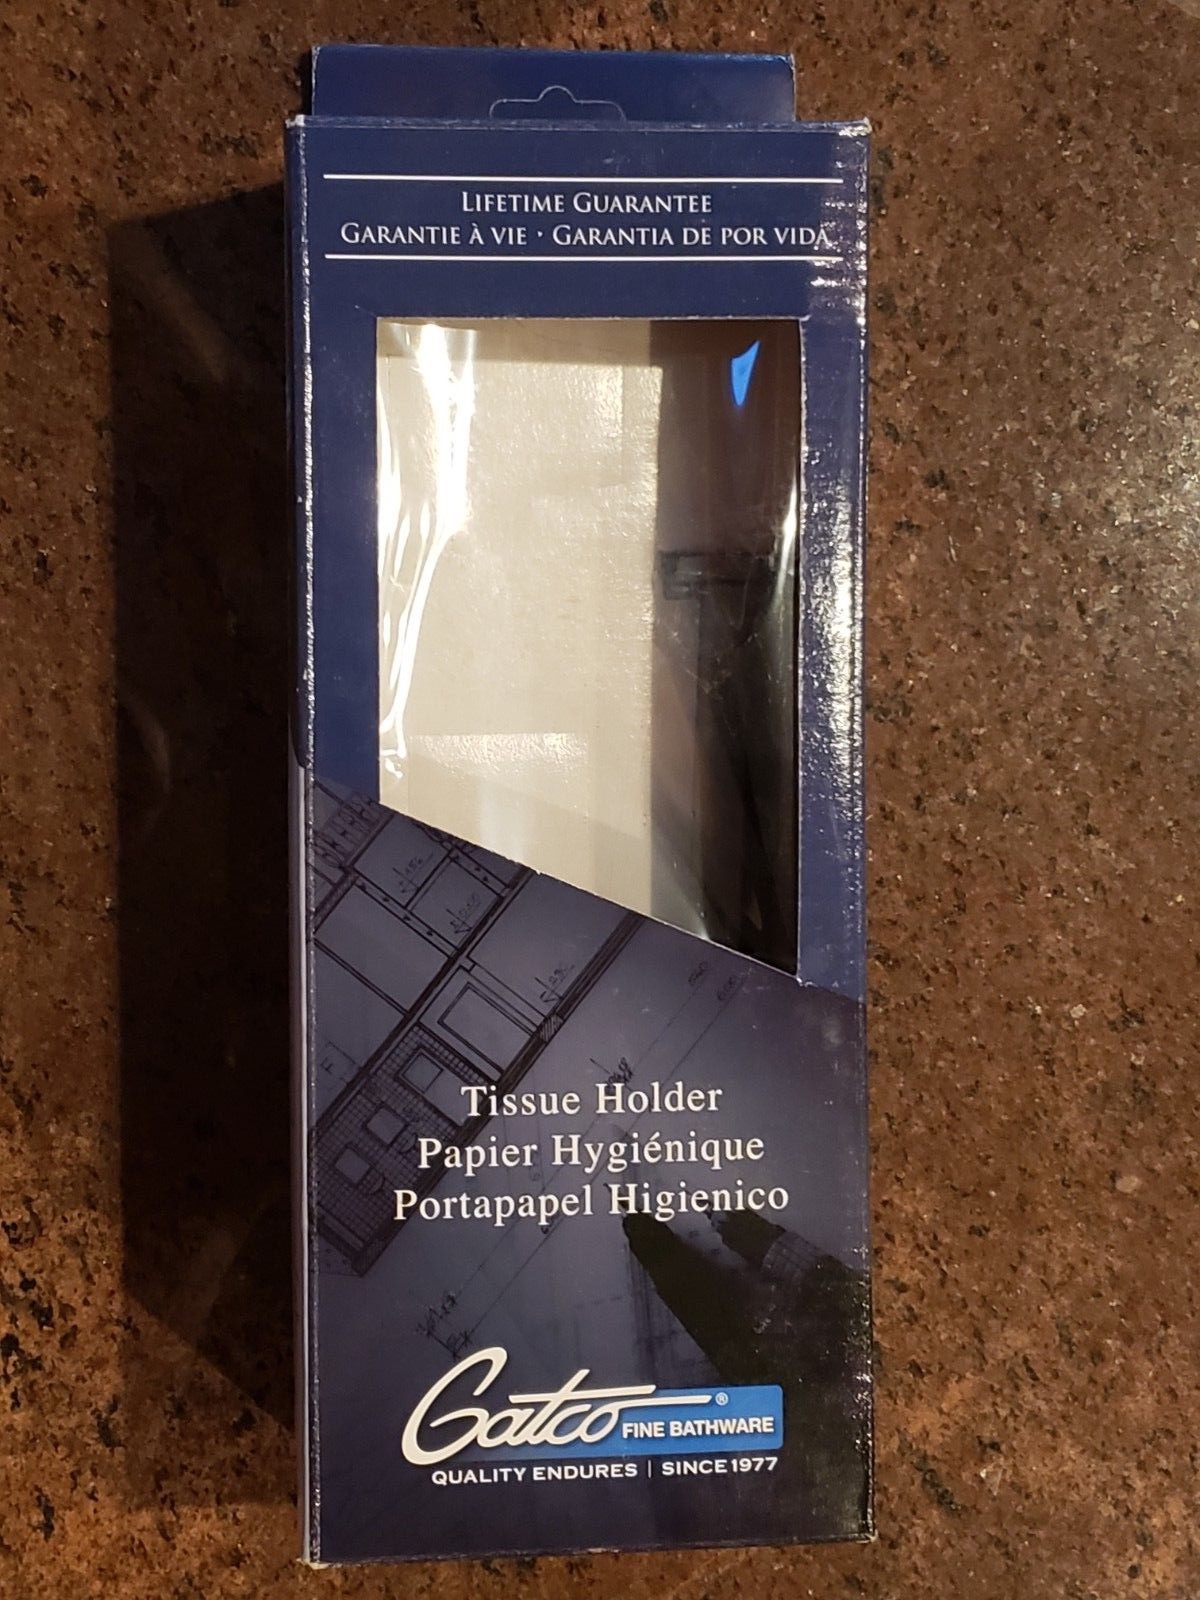 LIFETIME GUARANTEE
GARANTIE À VIE · GARANTIA DE POR VIDA
Tissue Holder
Papier Hygiénique
Portapapel Higienico
Gatco® FINE BATHWARE
QUALITY ENDURES | SINCE 1977